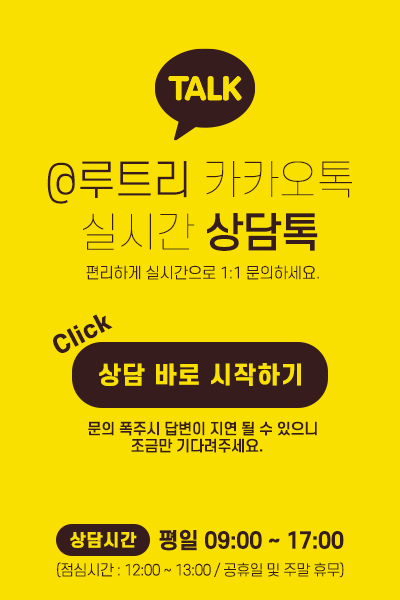 TALK
@루트리 카카오톡
실시간 상담톡
편리하게 실시간으로 1:1 문의하세요.
Click
상담 바로 시작하기
문의 폭주시 답변이 지연 될 수 있으니
조금만 기다려주세요.
상담시간 평일 09:00 ~ 17:00
(점심시간 : 12:00 ~ 13:00 / 공휴일 및 주말 휴무)